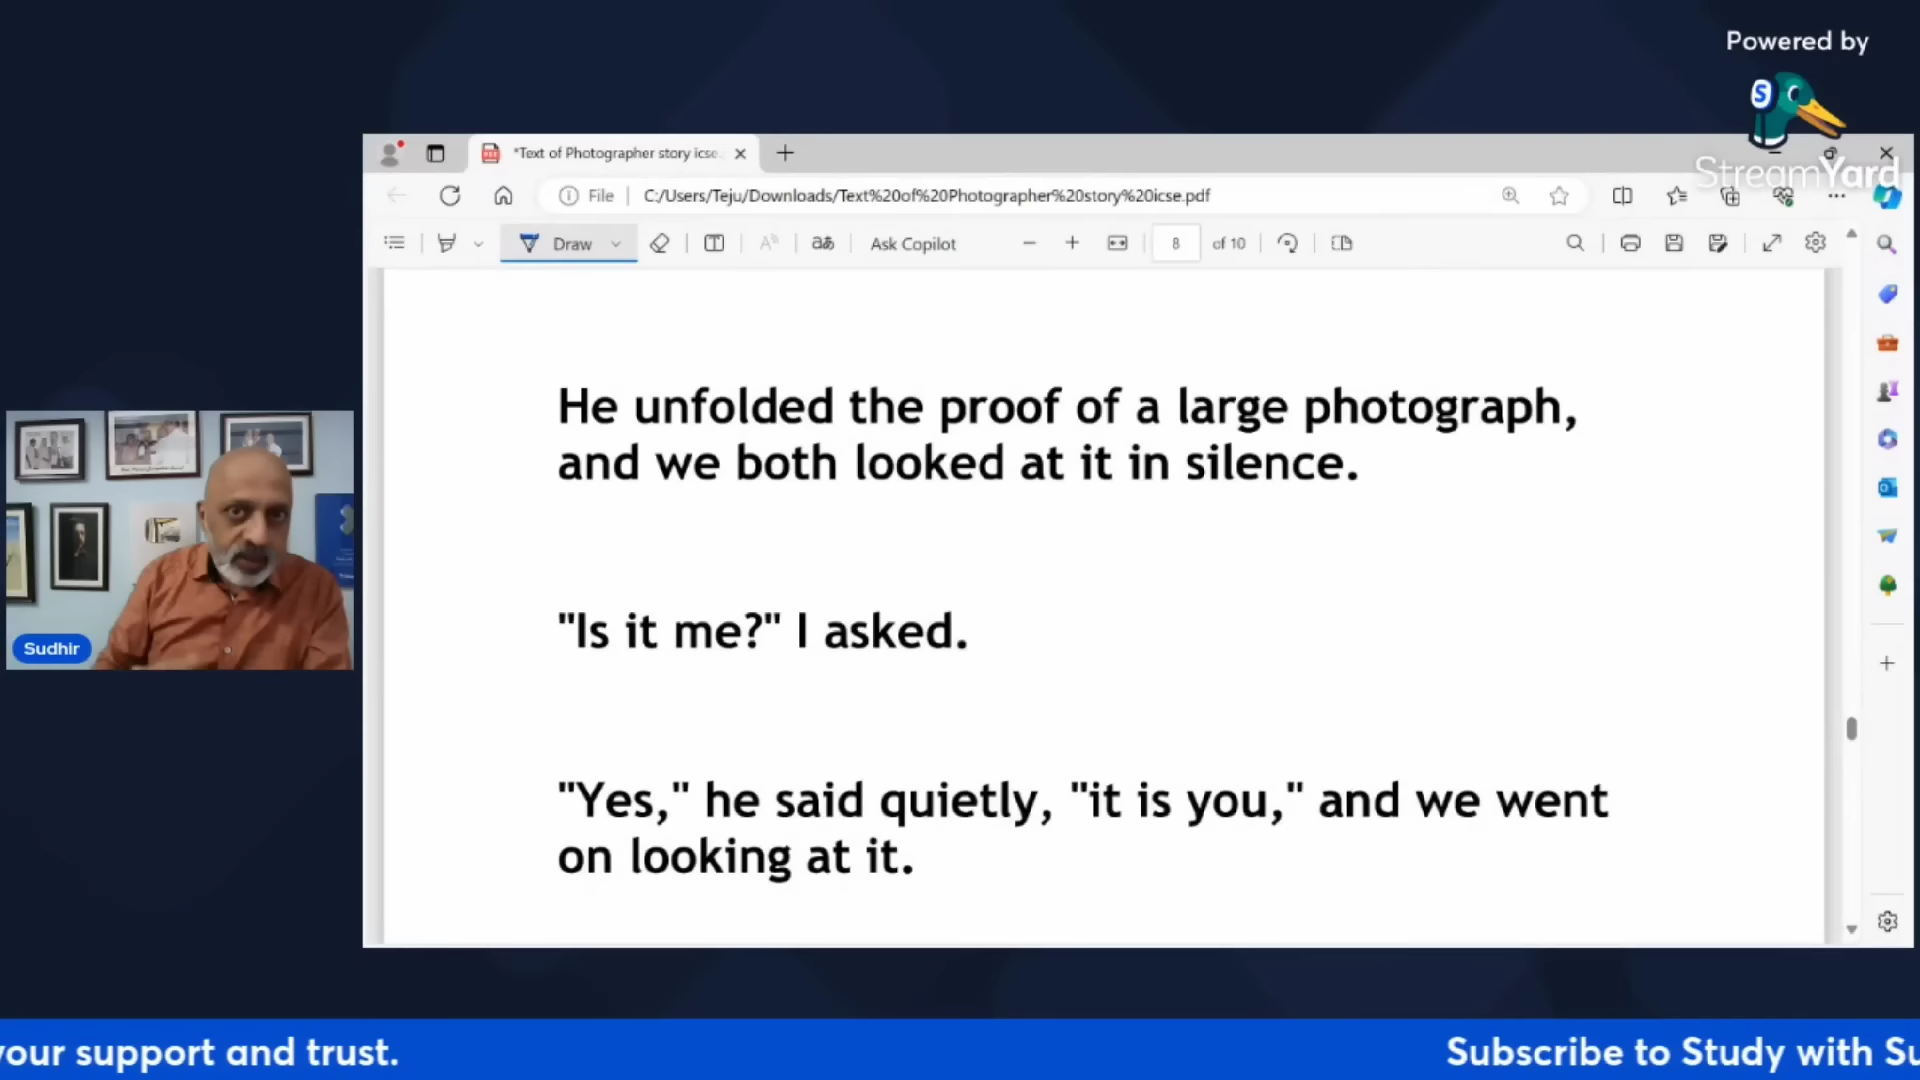 Powered by
StreamYard
*Text of Photographer story icse.
File
C:/Users/Teju/Downloads/Text%20of%20Photographer%20story%20icse.pdf
Draw
Ask Copilot
8
of 10
He unfolded the proof of a large photograph,
and we both looked at it in silence.
"Is it me?" I asked.
"Yes," he said quietly, "it is you," and we went
on looking at it.
Sudhir
your support and trust.
Subscribe to Study with Su